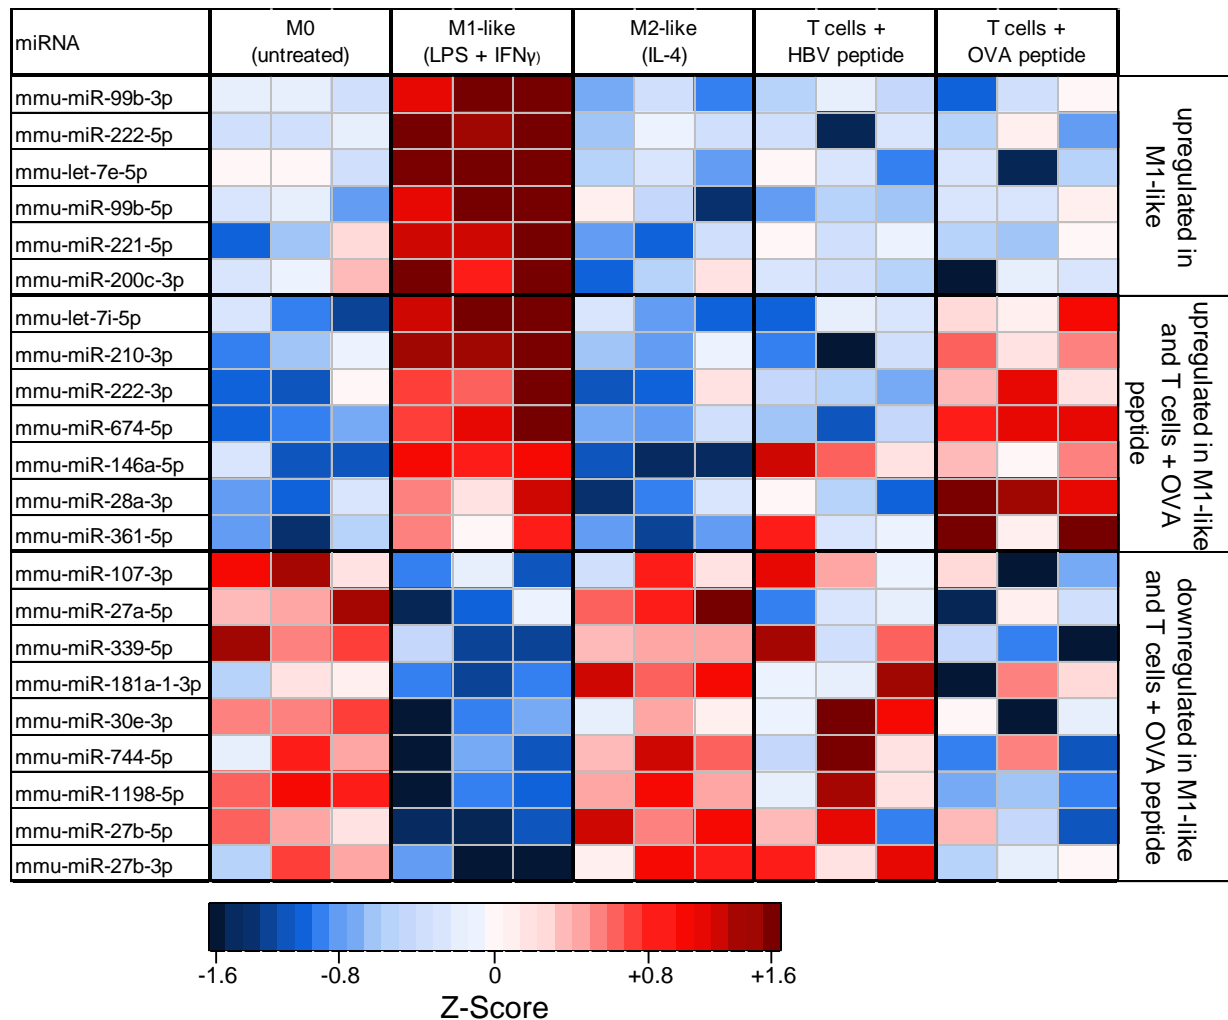 miRNA
M0
(untreated)
M1-like
(LPS + IFNγ)
M2-like
(IL-4)
T cells +
HBV peptide
T cells +
OVA peptide
mmu-miR-99b-3p
mmu-miR-222-5p
mmu-let-7e-5p
mmu-miR-99b-5p
mmu-miR-221-5p
mmu-miR-200c-3p
upregulated in
M1-like
mmu-let-7i-5p
mmu-miR-210-3p
mmu-miR-222-3p
mmu-miR-674-5p
mmu-miR-146a-5p
mmu-miR-28a-3p
mmu-miR-361-5p
upregulated in M1-like
and T cells + OVA
peptide
mmu-miR-107-3p
mmu-miR-27a-5p
mmu-miR-339-5p
mmu-miR-181a-1-3p
mmu-miR-30e-3p
mmu-miR-744-5p
mmu-miR-1198-5p
mmu-miR-27b-5p
mmu-miR-27b-3p
downregulated in M1-like
and T cells + OVA peptide
-1.6
-0.8
0
+0.8
+1.6
Z-Score